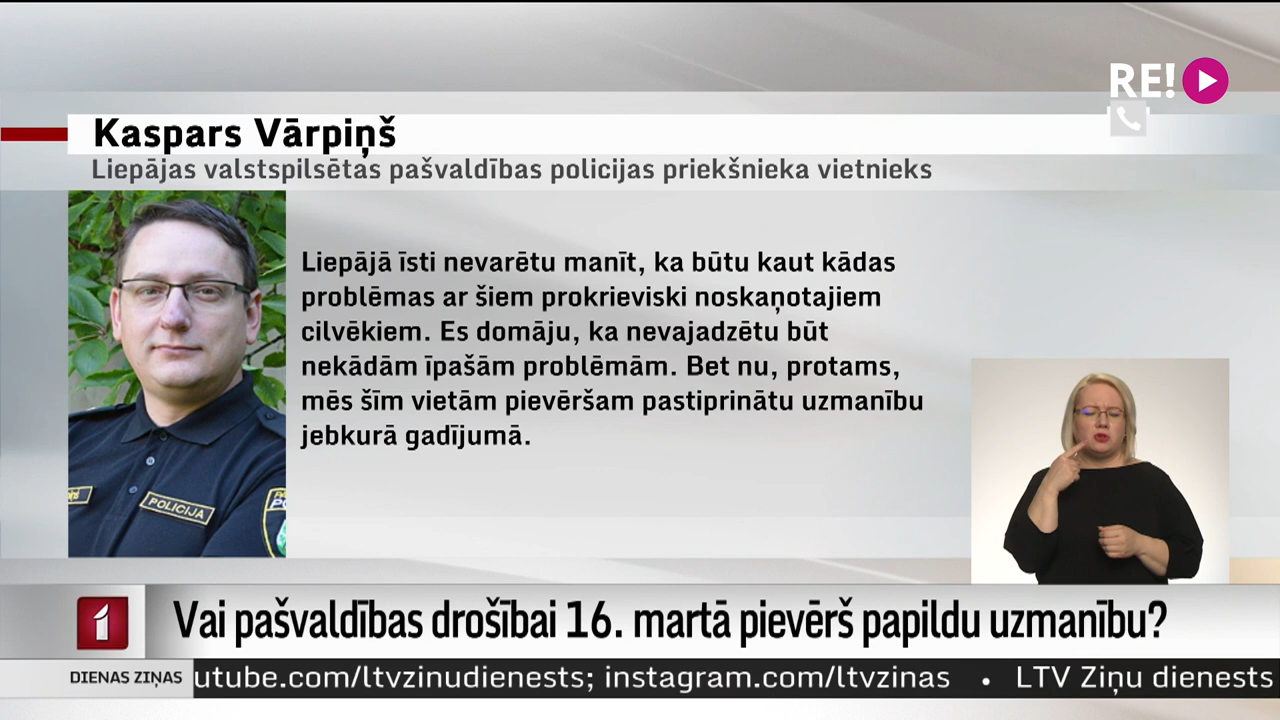 RE!
Kaspars Vārpiņš
Liepājas valstspilsētas pašvaldības policijas priekšnieka vietnieks
Liepājā īsti nevarētu manīt, ka būtu kaut kādas
problēmas ar šiem prokrieviski noskaņotajiem
cilvēkiem. Es domāju, ka nevajadzētu būt
nekādām īpašām problēmām. Bet nu, protams,
mēs šīm vietām pievēršam pastiprinātu uzmanību
jebkurā gadījumā.
POLICIJA
1
Vai pašvaldības drošībai 16. martā pievērš papildu uzmanību?
DIENAS ZIŅAS
utube.com/ltvzinudienests; instagram.com/ltvzinas • LTV Ziņu dienests